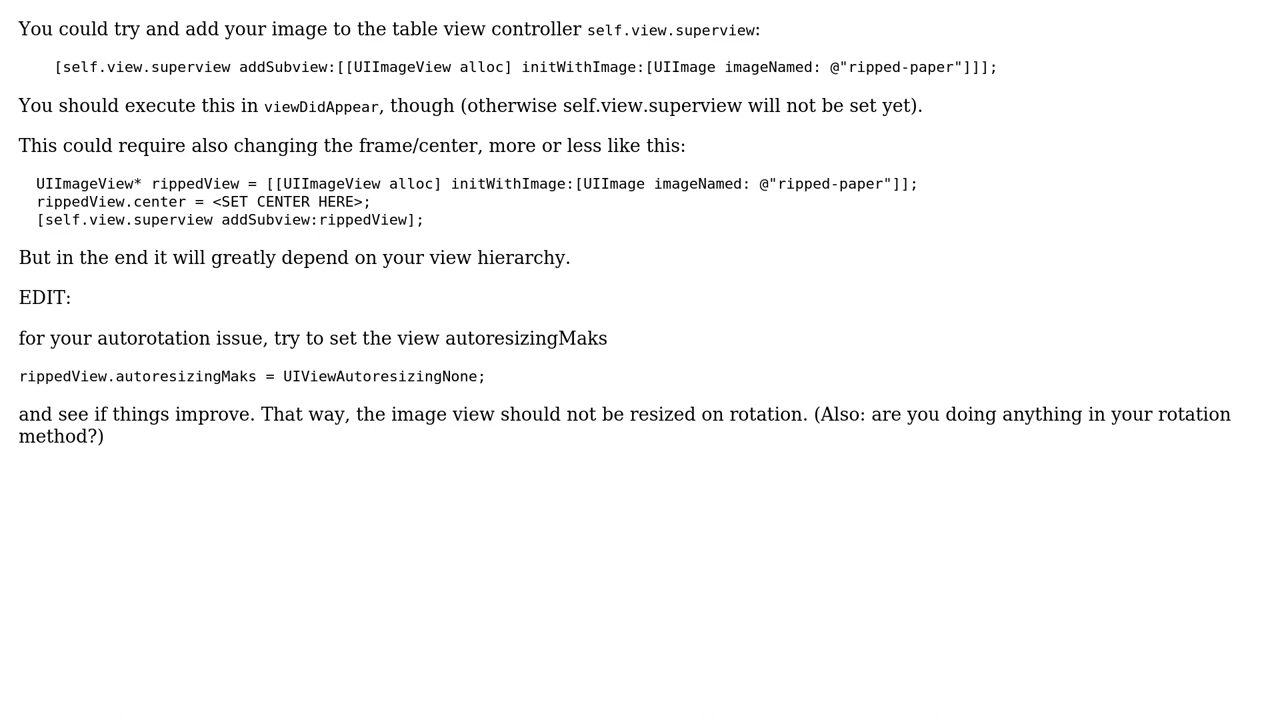 You could try and add your image to the table view controller self.view.superview:
[self.view.superview addSubview:[[UIImageView alloc] initWithImage:[UIImage imageNamed: @"ripped-paper"]]];
You should execute this in viewDidAppear, though (otherwise self.view.superview will not be set yet).
This could require also changing the frame/center, more or less like this:
UIImageView* rippedView = [[UIImageView alloc] initWithImage:[UIImage imageNamed: @"ripped-paper"]];
rippedView.center = <SET CENTER HERE>;
[self.view.superview addSubview:rippedView];
But in the end it will greatly depend on your view hierarchy.
EDIT:
for your autorotation issue, try to set the view autoresizingMaks
rippedView.autoresizingMaks = UIViewAutoresizingNone;
and see if things improve. That way, the image view should not be resized on rotation. (Also: are you doing anything in your rotation
method?)